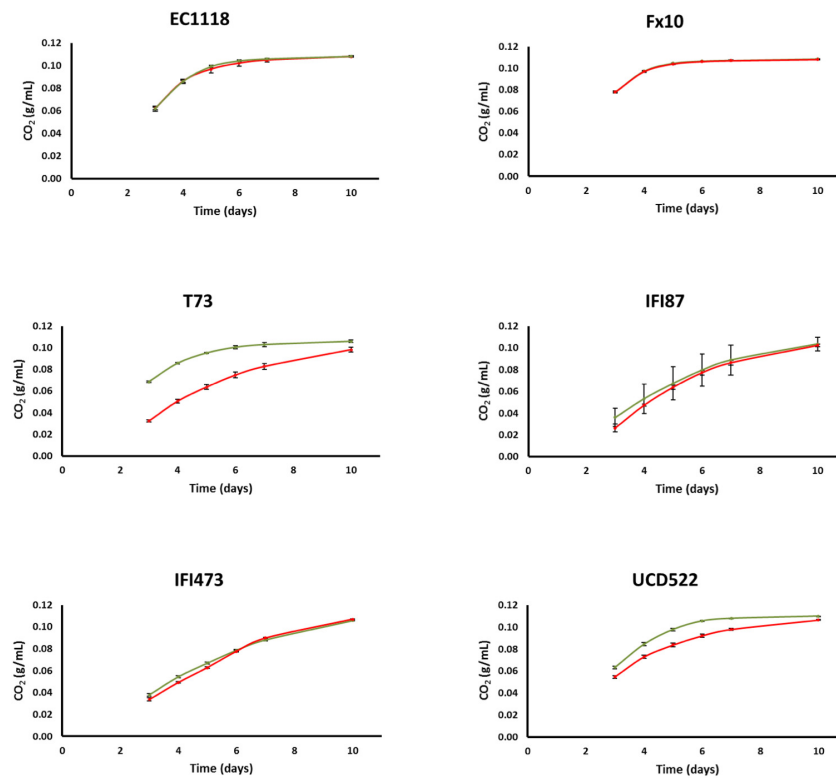 EC1118
0.12
0.10
0.08
0.06
0.04
0.02
0.00
CO₂ (g/mL)
0 2 4 6 8 10
Time (days)
Fx10
0.12
0.10
0.08
0.06
0.04
0.02
0.00
CO₂ (g/mL)
0 2 4 6 8 10
Time (days)
T73
0.12
0.10
0.08
0.06
0.04
0.02
0.00
CO₂ (g/mL)
0 2 4 6 8 10
Time (days)
IFI87
0.12
0.10
0.08
0.06
0.04
0.02
0.00
CO₂ (g/mL)
0 2 4 6 8 10
Time (days)
IFI473
0.12
0.10
0.08
0.06
0.04
0.02
0.00
CO₂ (g/mL)
0 2 4 6 8 10
Time (days)
UCD522
0.12
0.10
0.08
0.06
0.04
0.02
0.00
CO₂ (g/mL)
0 2 4 6 8 10
Time (days)